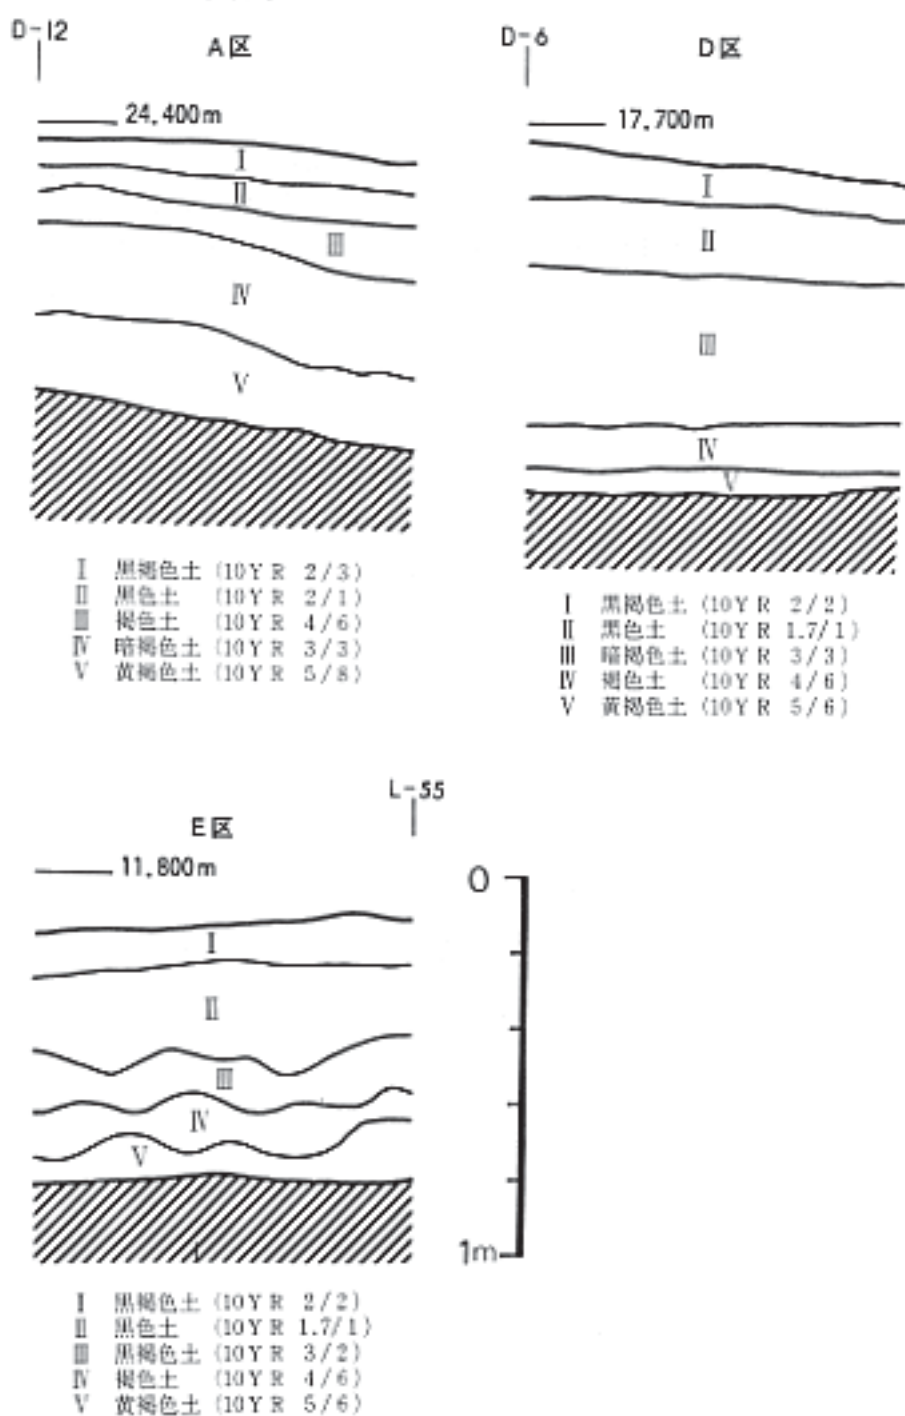 D-12
A区
24,400m
I
II
III
IV
V
I 黒褐色土 (10YR 2/3)
II 黒色土 (10YR 2/1)
III 褐色土 (10YR 4/6)
IV 暗褐色土 (10YR 3/3)
V 黄褐色土 (10YR 5/8)
D-6
D区
17,700m
I
II
III
IV
V
I 黒褐色土 (10YR 2/2)
II 黒色土 (10YR 1.7/1)
III 暗褐色土 (10YR 3/3)
IV 褐色土 (10YR 4/6)
V 黄褐色土 (10YR 5/6)
L-55
E区
11,800m
I
II
III
IV
V
I 黒褐色土 (10YR 2/2)
II 黒色土 (10YR 1.7/1)
III 黒褐色土 (10YR 3/2)
IV 褐色土 (10YR 4/6)
V 黄褐色土 (10YR 5/6)
0
1m